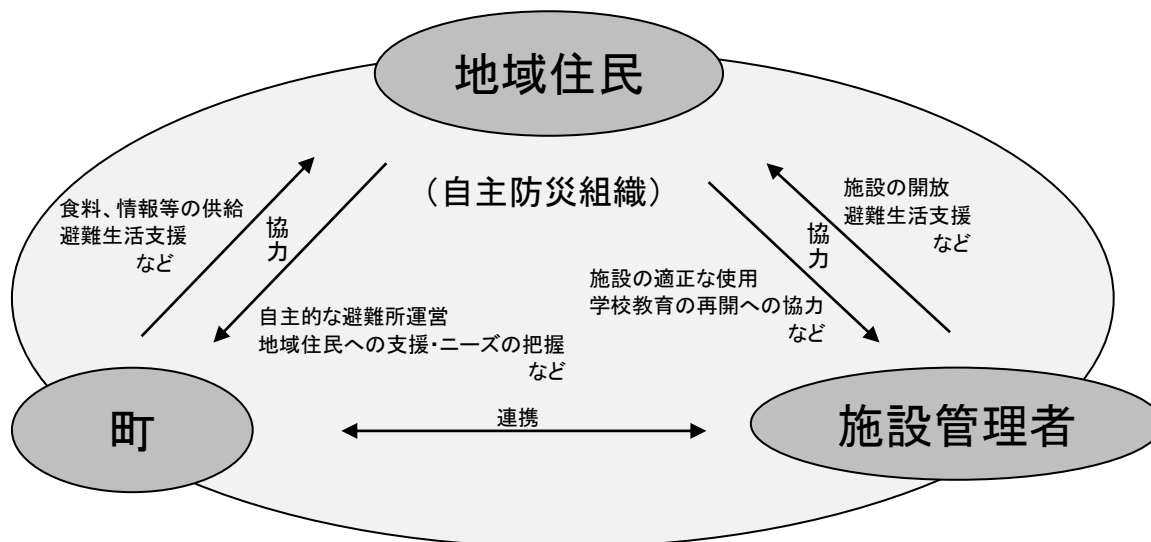 地域住民
（自主防災組織）
食料、情報等の供給
避難生活支援
など
協力
自主的な避難所運営
地域住民への支援・ニーズの把握
など
施設の開放
避難生活支援
など
協力
施設の適正な使用
学校教育の再開への協力
など
町
連携
施設管理者